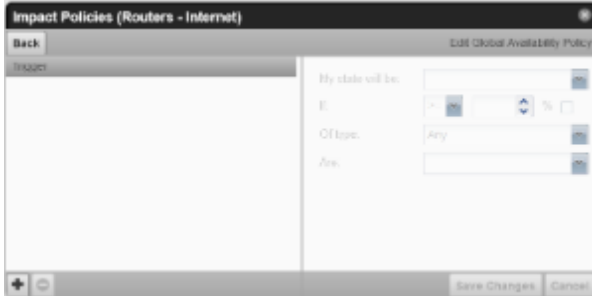 Impact Policies (Routers - Internet)
Back
Edit Global Availability Policy
Trigger
My state will be:
If:
%
Of type:
Any
Are:
Save Changes
Cancel